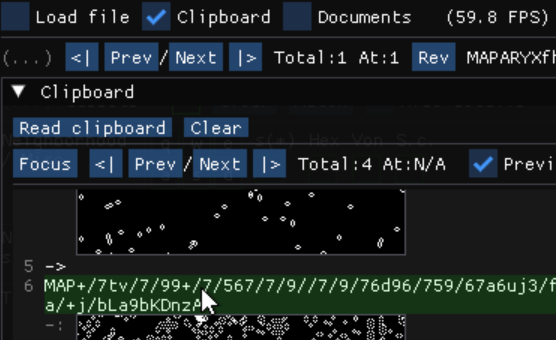 Load file Clipboard Documents (59.8 FPS)
(...) <| Prev/Next |> Total:1 At:1 Rev
▼ Clipboard
Read clipboard Clear
Focus <| Prev/Next |> Total:4 At:N/A Previ
5 ->
6 MAP+/7tv/7/99+/7/567/7/9//7/9/76d96/759/67a6uj3/f
a/+j/bLa9bKDnzA
-: